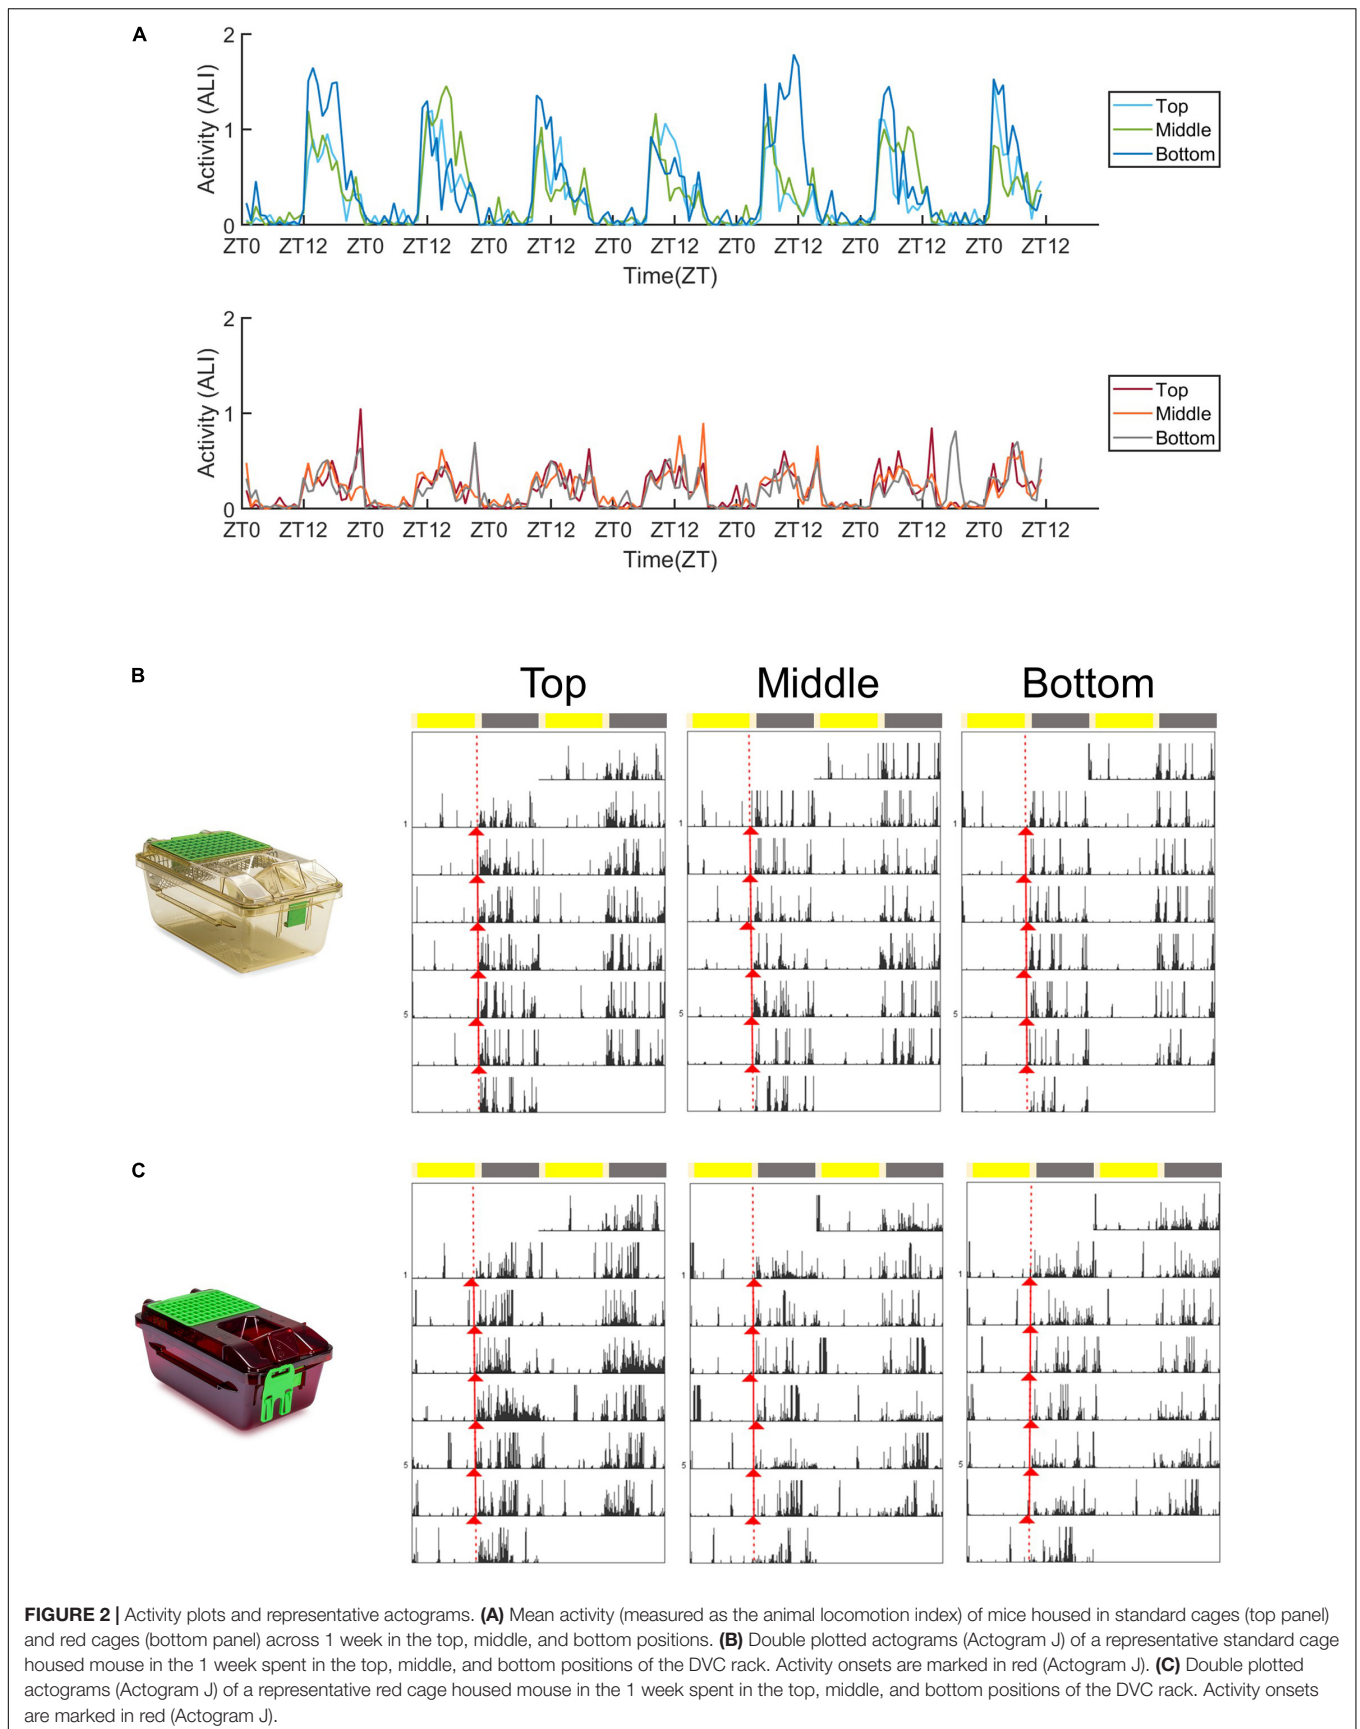 A
2
1
0
Activity (ALI)
ZT0 ZT12 ZT0 ZT12 ZT0 ZT12 ZT0 ZT12 ZT0 ZT12 ZT0 ZT12 ZT0 ZT12
Time(ZT)
Top
Middle
Bottom
2
1
0
Activity (ALI)
ZT0 ZT12 ZT0 ZT12 ZT0 ZT12 ZT0 ZT12 ZT0 ZT12 ZT0 ZT12 ZT0 ZT12
Time(ZT)
Top
Middle
Bottom
B
Top Middle Bottom
1 1 1
5 5 5
C
1 1 1
5 5 5
FIGURE 2 | Activity plots and representative actograms. (A) Mean activity (measured as the animal locomotion index) of mice housed in standard cages (top panel)
and red cages (bottom panel) across 1 week in the top, middle, and bottom positions. (B) Double plotted actograms (Actogram J) of a representative standard cage
housed mouse in the 1 week spent in the top, middle, and bottom positions of the DVC rack. Activity onsets are marked in red (Actogram J). (C) Double plotted
actograms (Actogram J) of a representative red cage housed mouse in the 1 week spent in the top, middle, and bottom positions of the DVC rack. Activity onsets
are marked in red (Actogram J).